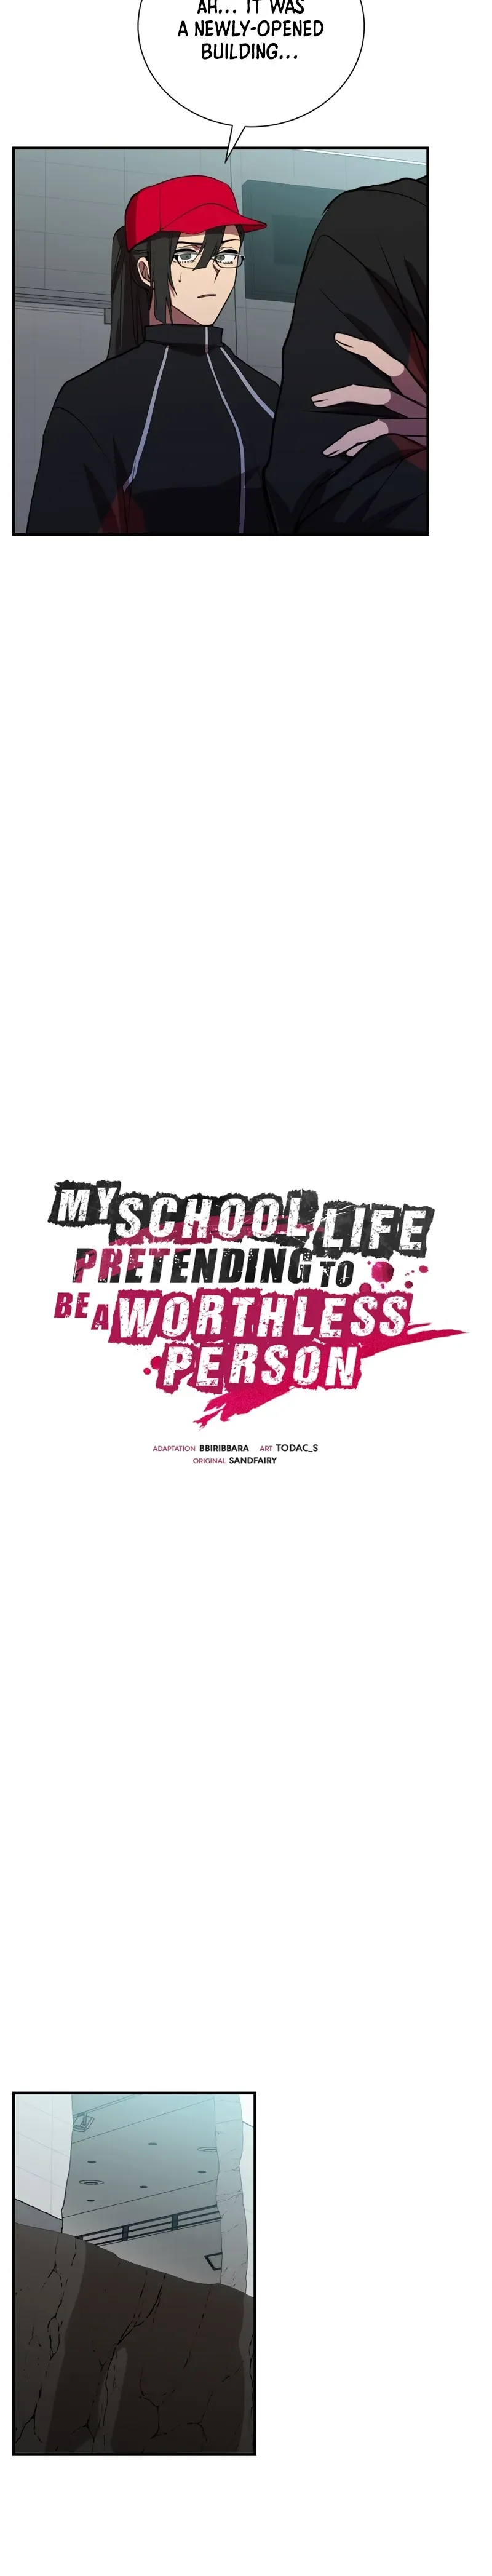 AH... IT WAS
A NEWLY-OPENED
BUILDING...
MY SCHOOL LIFE
PRETENDING TO
BE A WORTHLESS
PERSON
ADAPTATION BBIRIBBARA ART TODAC_S
ORIGINAL SANDFAIRY